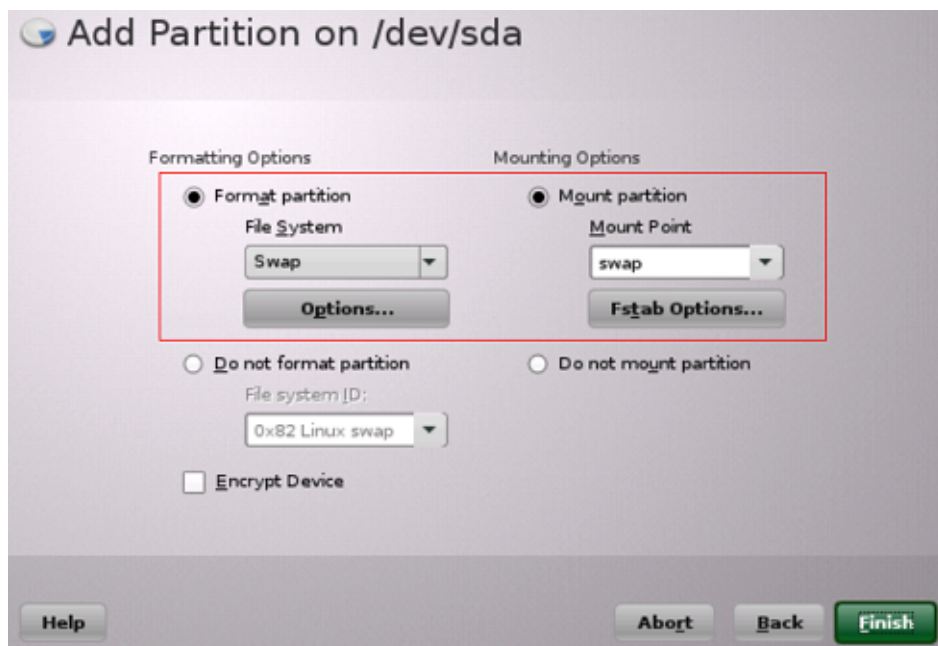 Add Partition on /dev/sda
Formatting Options
Mounting Options
Format partition
Mount partition
File System
Mount Point
Swap
swap
Options...
Fstab Options...
Do not format partition
Do not mount partition
File system ID:
0x82 Linux swap
Encrypt Device
Help
Abort
Back
Finish